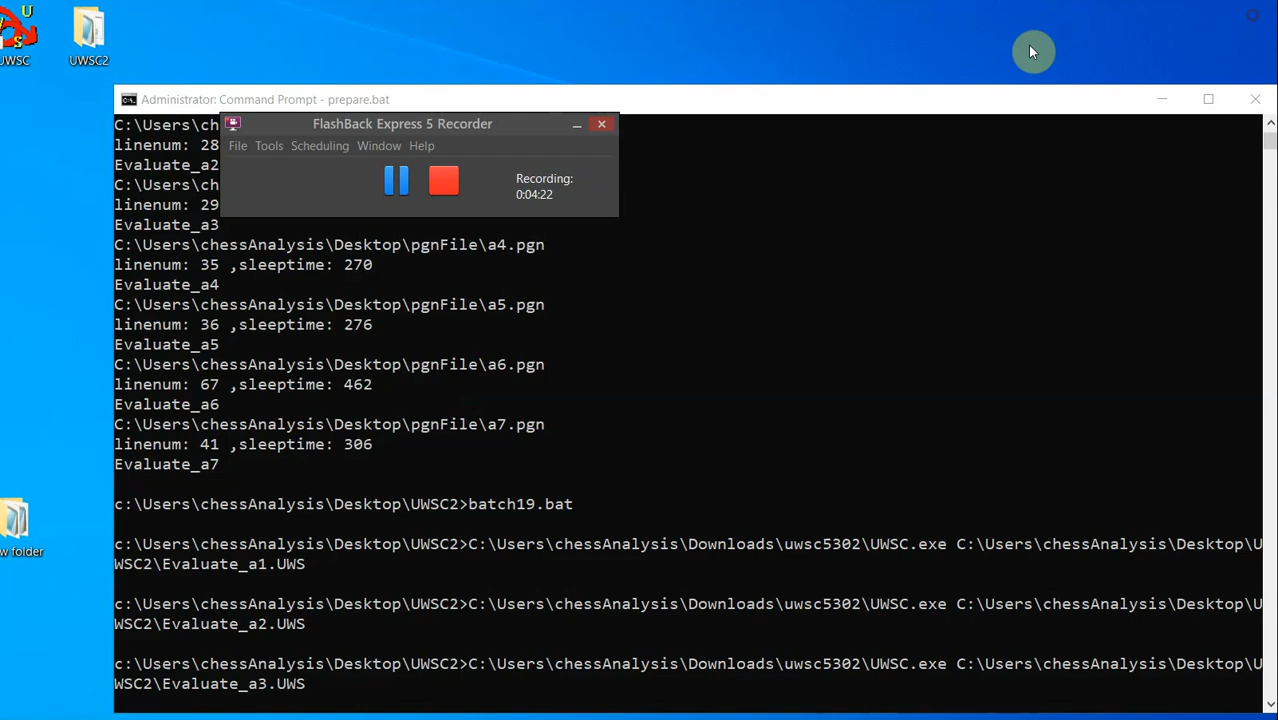 U
S
UWSC
UWSC2
Administrator: Command Prompt - prepare.bat
FlashBack Express 5 Recorder
File Tools Scheduling Window Help
Recording:
0:04:22
C:\Users\ch
linenum: 28
Evaluate_a2
C:\Users\ch
linenum: 29
Evaluate_a3
C:\Users\chessAnalysis\Desktop\pgnFile\a4.pgn
linenum: 35 ,sleeptime: 270
Evaluate_a4
C:\Users\chessAnalysis\Desktop\pgnFile\a5.pgn
linenum: 36 ,sleeptime: 276
Evaluate_a5
C:\Users\chessAnalysis\Desktop\pgnFile\a6.pgn
linenum: 67 ,sleeptime: 462
Evaluate_a6
C:\Users\chessAnalysis\Desktop\pgnFile\a7.pgn
linenum: 41 ,sleeptime: 306
Evaluate_a7
c:\Users\chessAnalysis\Desktop\UWSC2>batch19.bat
c:\Users\chessAnalysis\Desktop\UWSC2>C:\Users\chessAnalysis\Downloads\uwsc5302\UWSC.exe C:\Users\chessAnalysis\Desktop\U
WSC2\Evaluate_a1.UWS
c:\Users\chessAnalysis\Desktop\UWSC2>C:\Users\chessAnalysis\Downloads\uwsc5302\UWSC.exe C:\Users\chessAnalysis\Desktop\U
WSC2\Evaluate_a2.UWS
c:\Users\chessAnalysis\Desktop\UWSC2>C:\Users\chessAnalysis\Downloads\uwsc5302\UWSC.exe C:\Users\chessAnalysis\Desktop\U
WSC2\Evaluate_a3.UWS
w folder